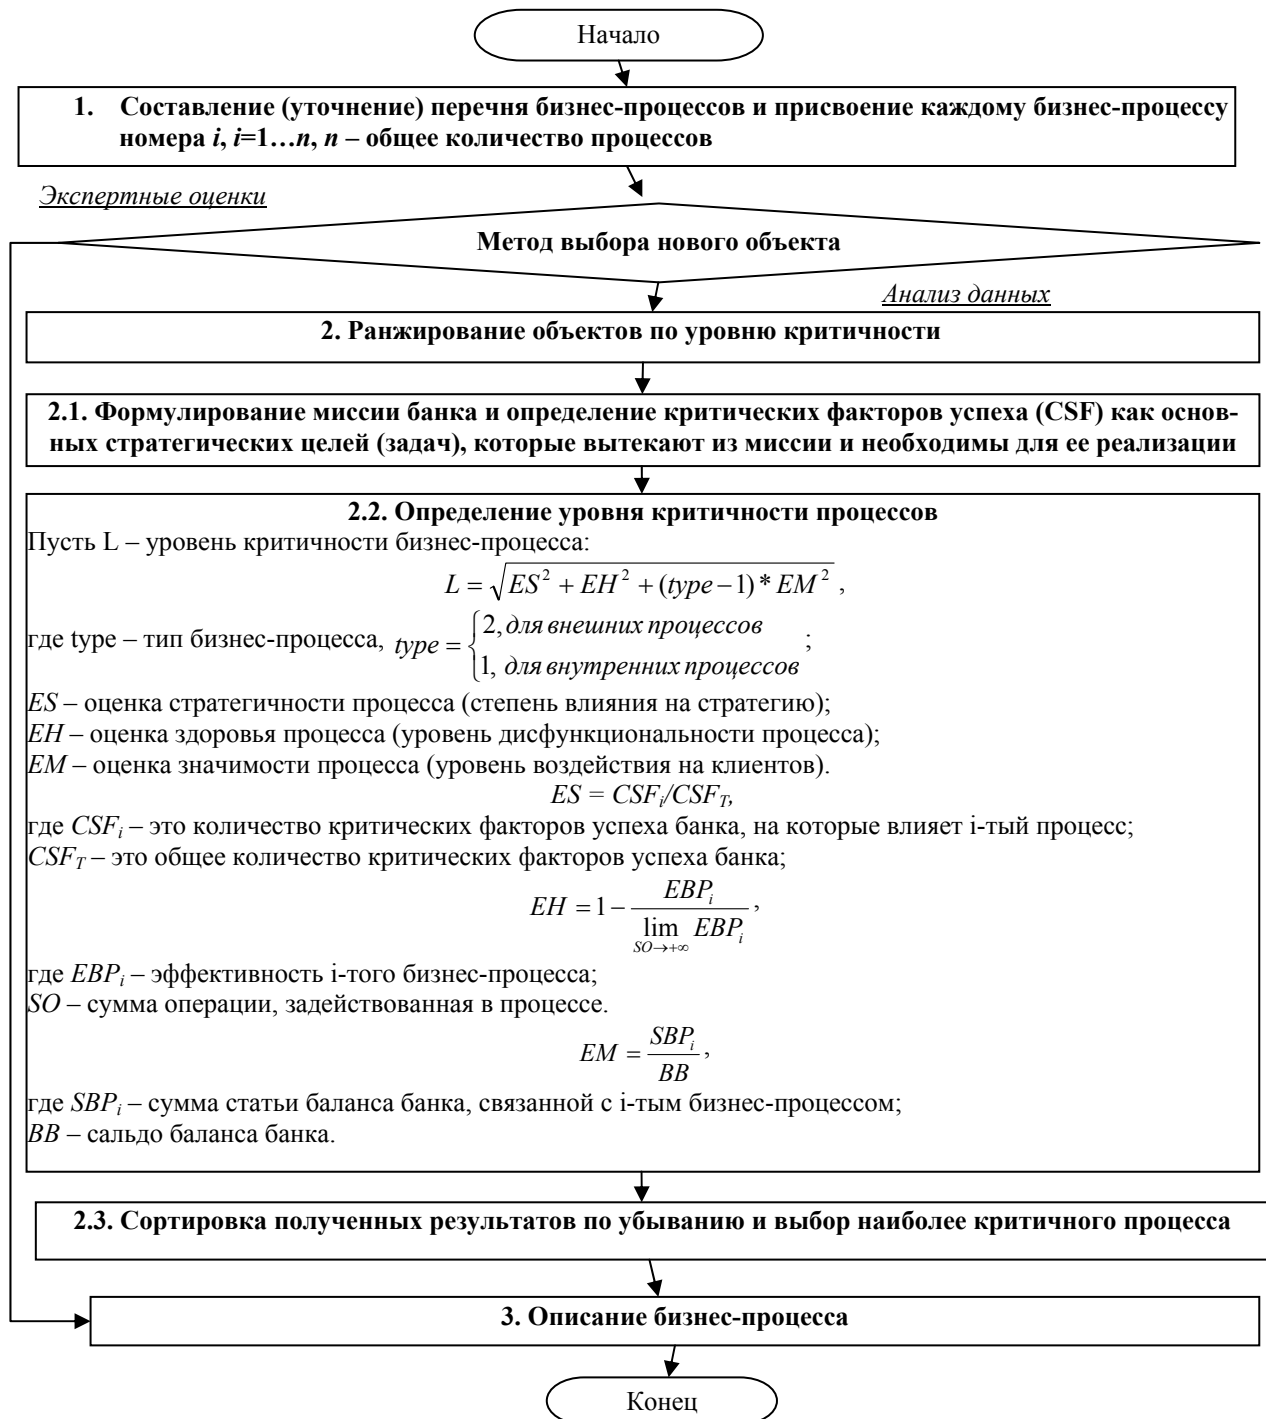 Начало
1. Составление (уточнение) перечня бизнес-процессов и присвоение каждому бизнес-процессу
номера i, i=1…n, n – общее количество процессов
Экспертные оценки
Метод выбора нового объекта
Анализ данных
2. Ранжирование объектов по уровню критичности
2.1. Формулирование миссии банка и определение критических факторов успеха (CSF) как основ-
ных стратегических целей (задач), которые вытекают из миссии и необходимы для ее реализации
2.2. Определение уровня критичности процессов
Пусть L – уровень критичности бизнес-процесса:
L = √(ES² + EH² + (type − 1) * EM²) ,
где type – тип бизнес-процесса, type = { 2, для внешних процессов
1, для внутренних процессов ;
ES – оценка стратегичности процесса (степень влияния на стратегию);
EH – оценка здоровья процесса (уровень дисфункциональности процесса);
EM – оценка значимости процесса (уровень воздействия на клиентов).
ES = CSFᵢ/CSF_T,
где CSFᵢ – это количество критических факторов успеха банка, на которые влияет i-тый процесс;
CSF_T – это общее количество критических факторов успеха банка;
EH = 1 − EBPᵢ / lim SO→+∞ EBPᵢ ,
где EBPᵢ – эффективность i-того бизнес-процесса;
SO – сумма операции, задействованная в процессе.
EM = SBPᵢ / BB ,
где SBPᵢ – сумма статьи баланса банка, связанной с i-тым бизнес-процессом;
BB – сальдо баланса банка.
2.3. Сортировка полученных результатов по убыванию и выбор наиболее критичного процесса
3. Описание бизнес-процесса
Конец